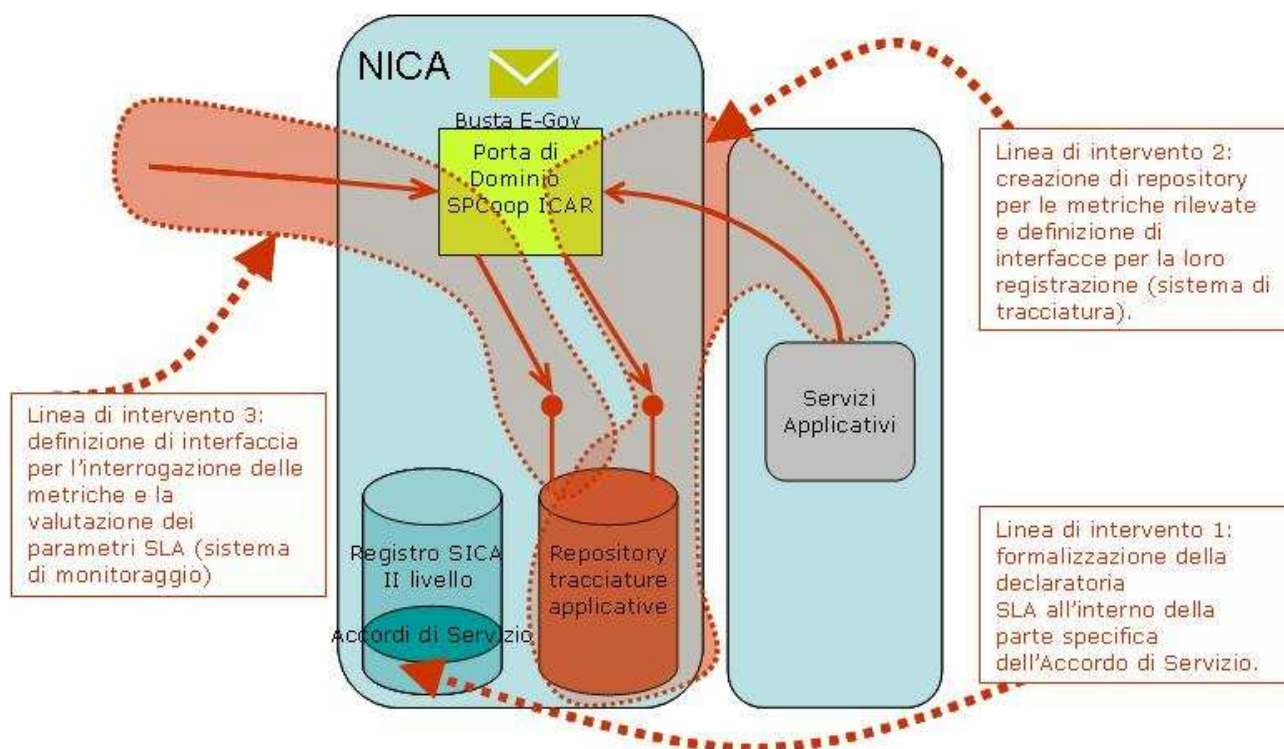 NICA
Busta E-Gov
Porta di
Dominio
SPCoop ICAR
Linea di intervento 2:
creazione di repository
per le metriche rilevate
e definizione di
interfacce per la loro
registrazione (sistema di
tracciatura).
Servizi
Applicativi
Linea di intervento 3:
definizione di interfaccia
per l'interrogazione delle
metriche e la
valutazione dei
parametri SLA (sistema
di monitoraggio)
Registro SICA
II livello
Accordi di Servizio
Repository
tracciature
applicative
Linea di intervento 1:
formalizzazione della
declaratoria
SLA all'interno della
parte specifica
dell'Accordo di Servizio.